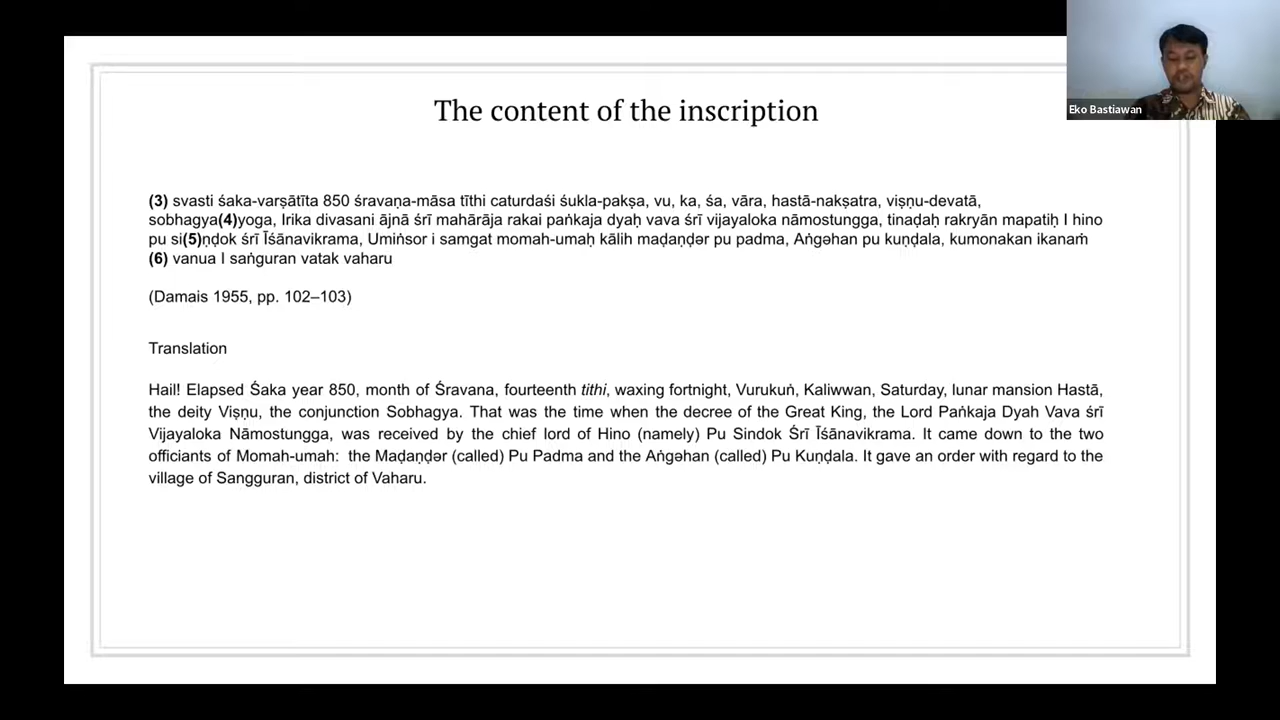 Eko Bastiawan
The content of the inscription
(3) svasti śaka-varṣātīta 850 śravaṇa-māsa tīthi caturdaśi śukla-pakṣa, vu, ka, śa, vāra, hastā-nakṣatra, viṣṇu-devatā,
sobhagya(4)yoga, Irika divasani ājnā śrī mahārāja rakai paṅkaja dyaḥ vava śrī vijayaloka nāmostungga, tinaḍaḥ rakryān mapatiḥ I hino
pu si(5)ṇḍok śrī Īśānavikrama, Umiṅsor i samgat momah-umaḥ kālih maḍaṇḍər pu padma, Aṅgəhan pu kuṇḍala, kumonakan ikanaṁ
(6) vanua I saṅguran vatak vaharu
(Damais 1955, pp. 102–103)
Translation
Hail! Elapsed Śaka year 850, month of Śravana, fourteenth tithi, waxing fortnight, Vurukuṅ, Kaliwwan, Saturday, lunar mansion Hastā,
the deity Viṣṇu, the conjunction Sobhagya. That was the time when the decree of the Great King, the Lord Paṅkaja Dyah Vava śrī
Vijayaloka Nāmostungga, was received by the chief lord of Hino (namely) Pu Sindok Śrī Īśānavikrama. It came down to the two
officiants of Momah-umah: the Maḍaṇḍər (called) Pu Padma and the Aṅgəhan (called) Pu Kuṇḍala. It gave an order with regard to the
village of Sangguran, district of Vaharu.